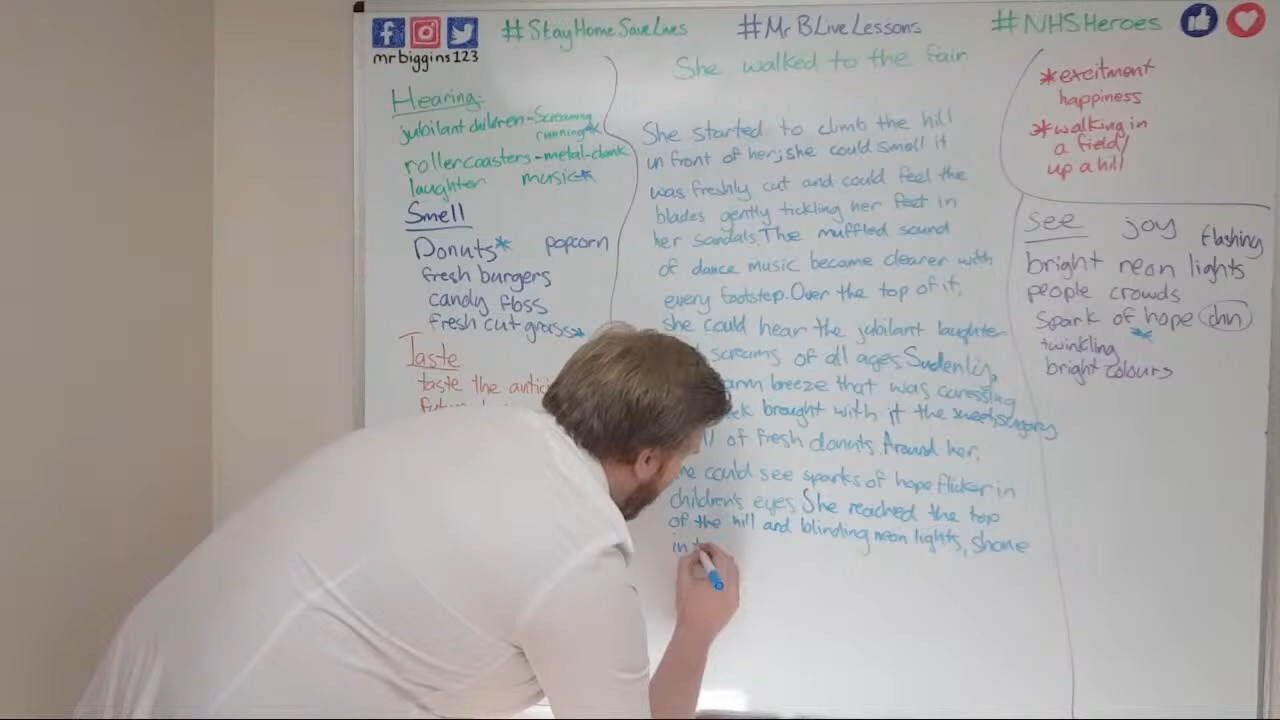 #StayHomeSaveLives
#MrBLiveLessons
#NHSHeroes
mrbiggins123
She walked to the fair
Hearing:
jubilant children - Screaming
running*
rollercoasters - metal - clank
laughter music*
Smell
Donuts* popcorn
fresh burgers
candy floss
fresh cut grass*
Taste
taste the
She started to climb the hill
in front of her; she could smell it
was freshly cut and could feel the
blades gently tickling her feet in
her sandals. The muffled sound
of dance music became clearer with
every footstep. Over the top of it,
she could hear the jubilant laughter
screams of all ages. Suddenly,
breeze that was caressing
brought with it the sweet, sugary
of fresh donuts. Around her,
could see sparks of hope flicker in
children's eyes. She reached the top
of the hill and blinding neon lights, shone
in
*excitment
happiness
*walking in
a field/
up a hill
see joy flashing
bright neon lights
people crowds
spark of hope chn
*
twinkling
bright colours